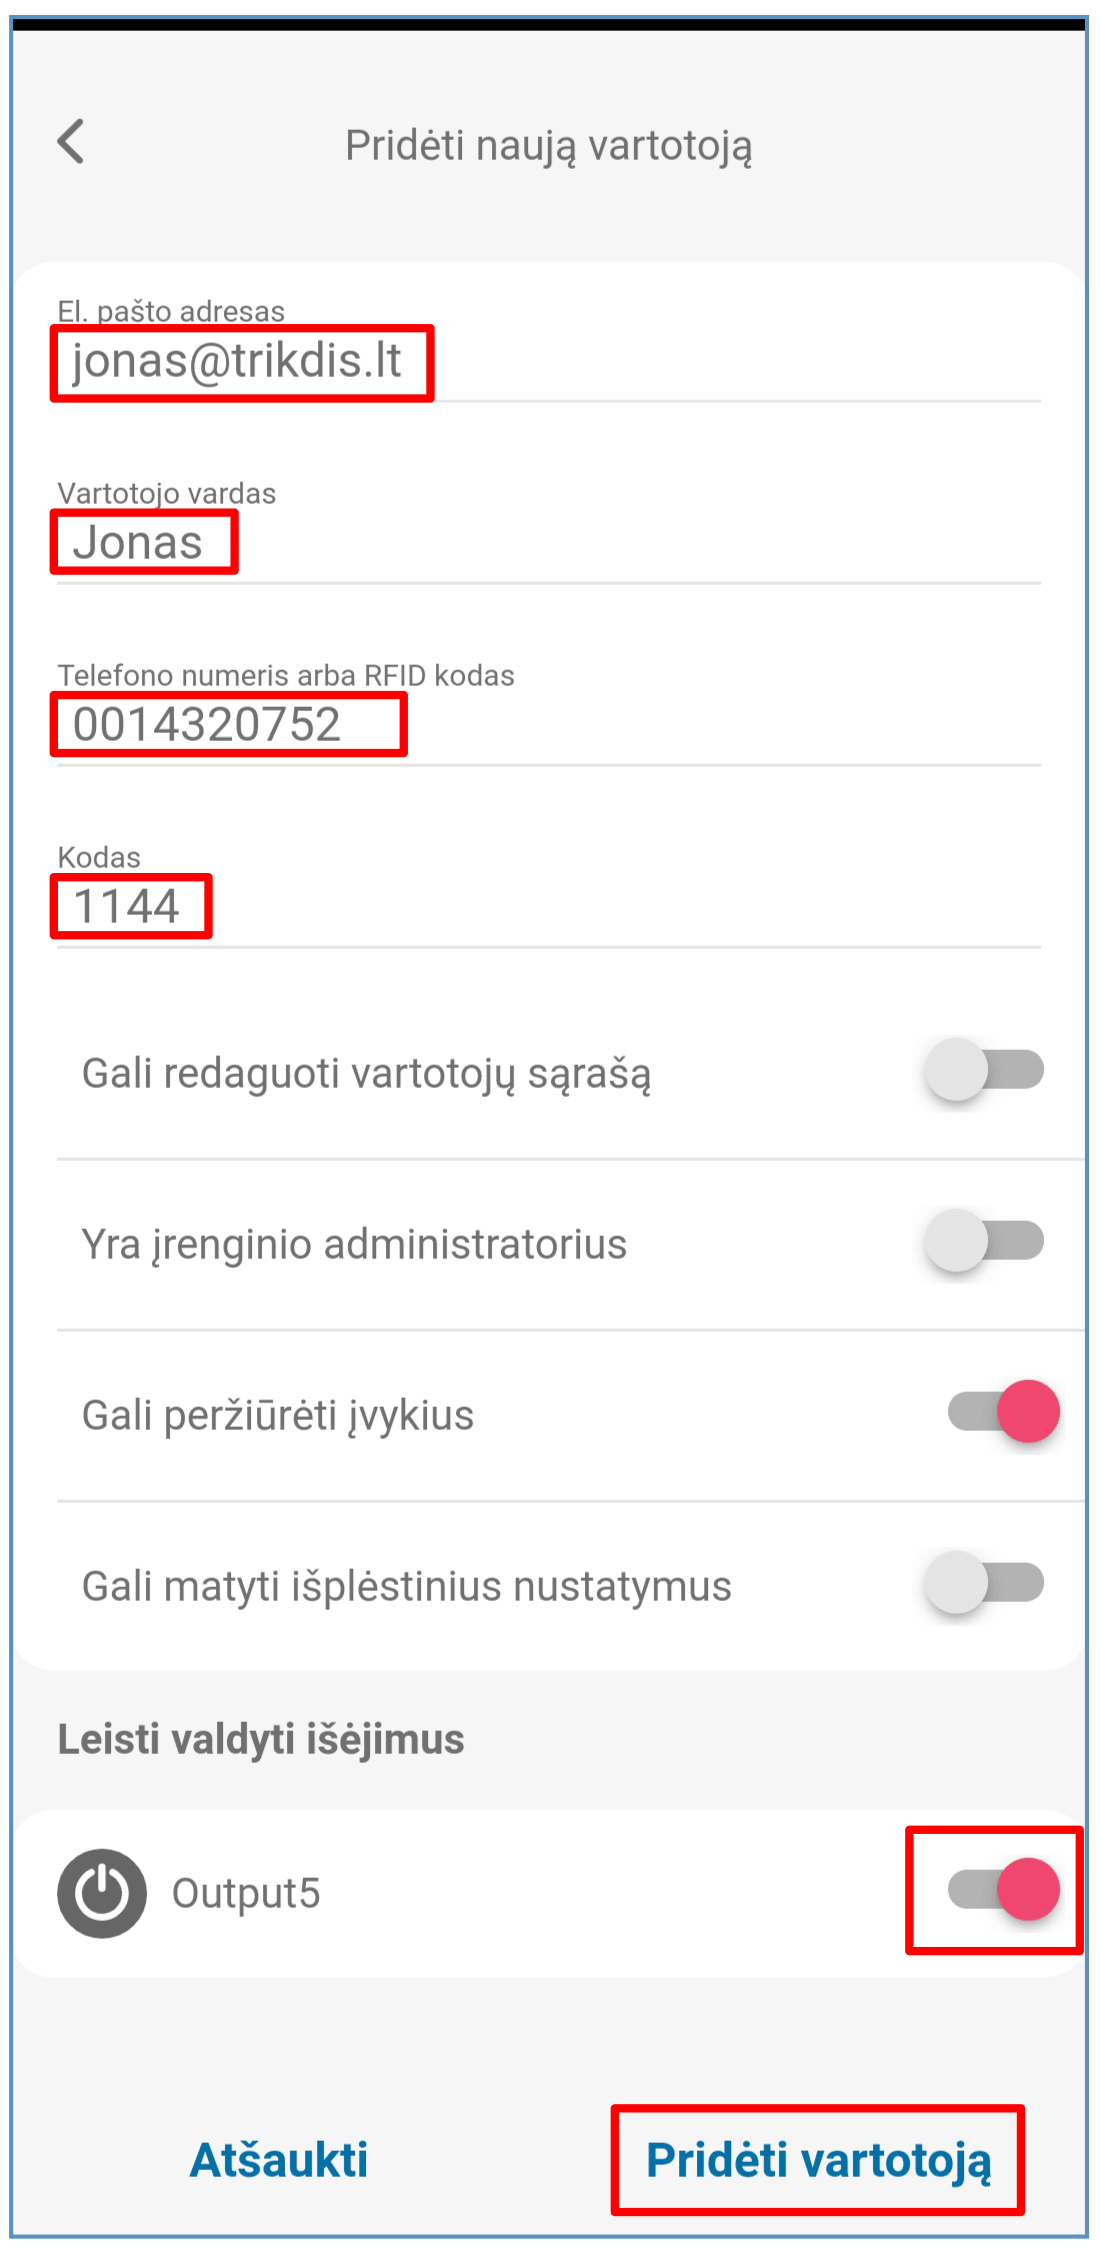 Pridėti naują vartotoją
El. pašto adresas
jonas@trikdis.lt
Vartotojo vardas
Jonas
Telefono numeris arba RFID kodas
0014320752
Kodas
1144
Gali redaguoti vartotojų sąrašą
Yra įrenginio administratorius
Gali peržiūrėti įvykius
Gali matyti išplėstinius nustatymus
Leisti valdyti išėjimus
Output5
Atšaukti
Pridėti vartotoją